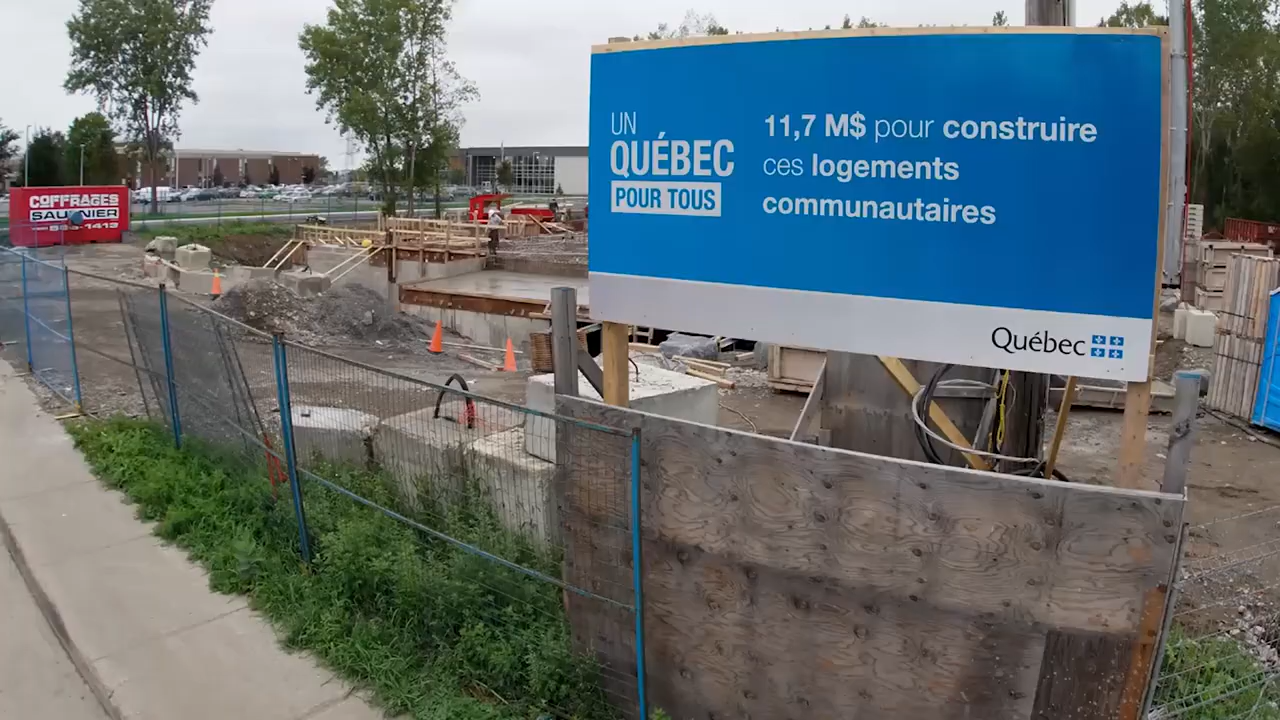 UN
QUÉBEC
POUR TOUS
11,7 M$ pour construire
ces logements
communautaires
Québec
COFFRAGES
SAULNIER